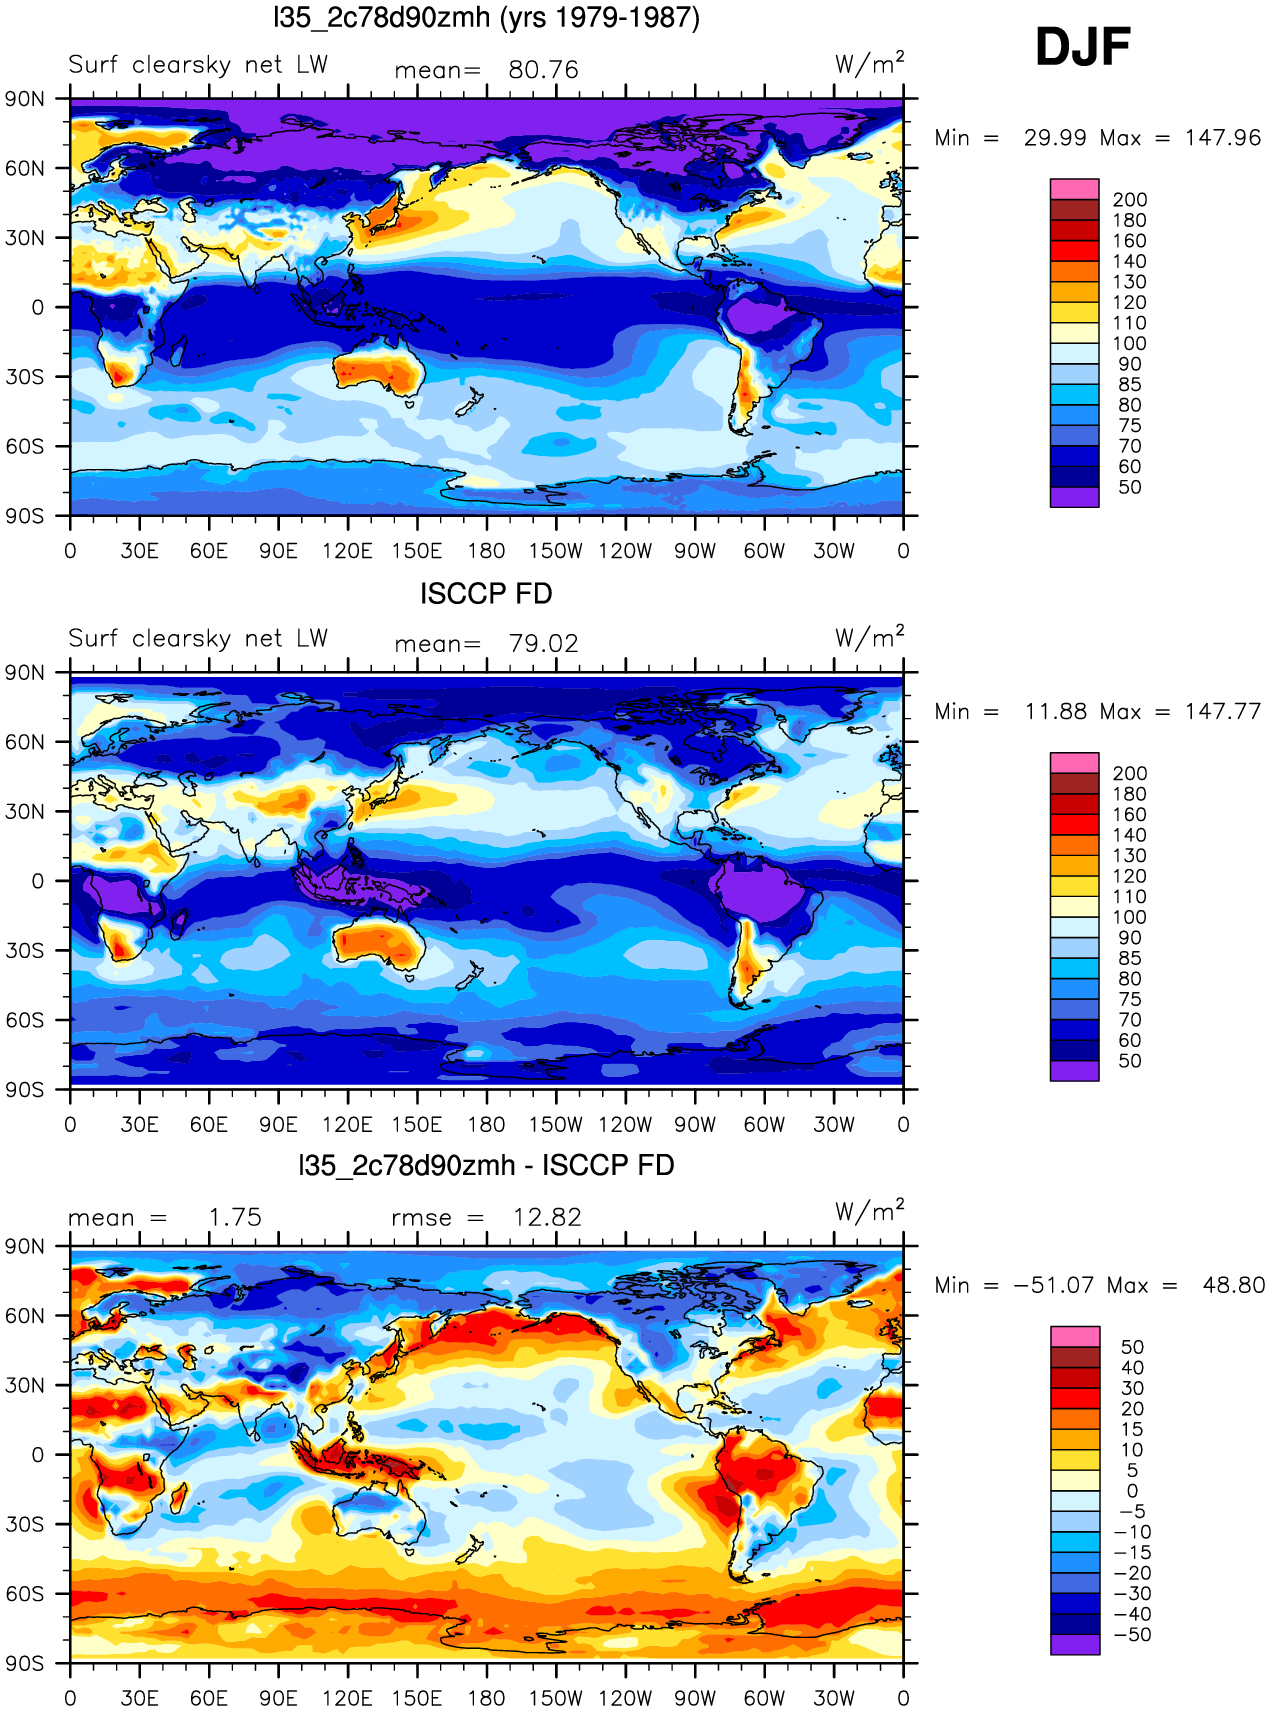 l35_2c78d90zmh (yrs 1979-1987)
DJF
Surf clearsky net LW mean= 80.76 W/m²
Min = 29.99 Max = 147.96
90N
60N
30N
0
30S
60S
90S
0 30E 60E 90E 120E 150E 180 150W 120W 90W 60W 30W 0
200
180
160
140
130
120
110
100
90
85
80
75
70
60
50
ISCCP FD
Surf clearsky net LW mean= 79.02 W/m²
Min = 11.88 Max = 147.77
90N
60N
30N
0
30S
60S
90S
0 30E 60E 90E 120E 150E 180 150W 120W 90W 60W 30W 0
200
180
160
140
130
120
110
100
90
85
80
75
70
60
50
l35_2c78d90zmh - ISCCP FD
mean = 1.75 rmse = 12.82 W/m²
Min = -51.07 Max = 48.80
90N
60N
30N
0
30S
60S
90S
0 30E 60E 90E 120E 150E 180 150W 120W 90W 60W 30W 0
50
40
30
20
15
10
5
0
-5
-10
-15
-20
-30
-40
-50